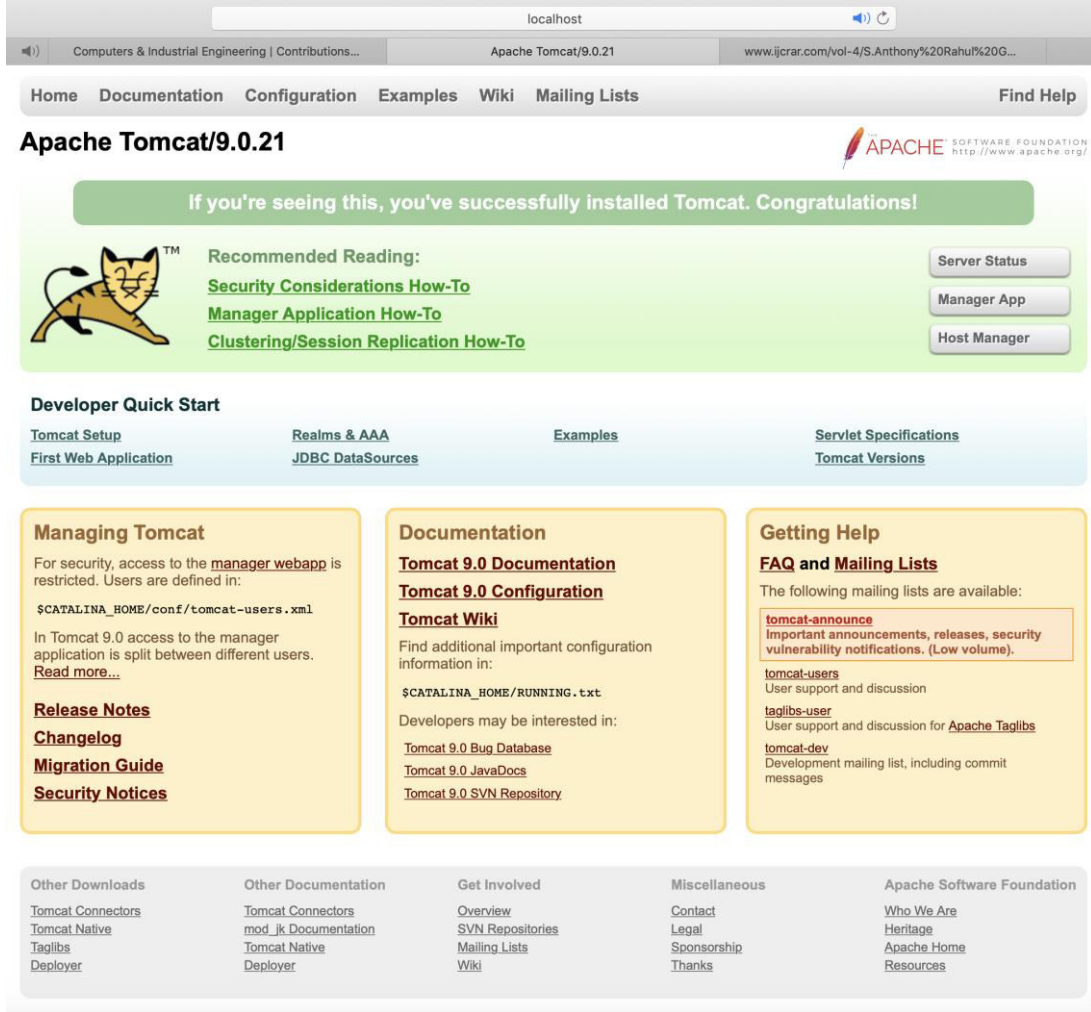 localhost
Computers & Industrial Engineering | Contributions...
Apache Tomcat/9.0.21
www.ijcrar.com/vol-4/S.Anthony%20Rahul%20G...
Home Documentation Configuration Examples Wiki Mailing Lists Find Help
Apache Tomcat/9.0.21
THE APACHE SOFTWARE FOUNDATION
http://www.apache.org/
If you're seeing this, you've successfully installed Tomcat. Congratulations!
TM
Recommended Reading:
Security Considerations How-To
Manager Application How-To
Clustering/Session Replication How-To
Server Status
Manager App
Host Manager
Developer Quick Start
Tomcat Setup
First Web Application
Realms & AAA
JDBC DataSources
Examples
Servlet Specifications
Tomcat Versions
Managing Tomcat
For security, access to the manager webapp is
restricted. Users are defined in:
$CATALINA_HOME/conf/tomcat-users.xml
In Tomcat 9.0 access to the manager
application is split between different users.
Read more...
Release Notes
Changelog
Migration Guide
Security Notices
Documentation
Tomcat 9.0 Documentation
Tomcat 9.0 Configuration
Tomcat Wiki
Find additional important configuration
information in:
$CATALINA_HOME/RUNNING.txt
Developers may be interested in:
Tomcat 9.0 Bug Database
Tomcat 9.0 JavaDocs
Tomcat 9.0 SVN Repository
Getting Help
FAQ and Mailing Lists
The following mailing lists are available:
tomcat-announce
Important announcements, releases, security
vulnerability notifications. (Low volume).
tomcat-users
User support and discussion
taglibs-user
User support and discussion for Apache Taglibs
tomcat-dev
Development mailing list, including commit
messages
Other Downloads
Tomcat Connectors
Tomcat Native
Taglibs
Deployer
Other Documentation
Tomcat Connectors
mod_jk Documentation
Tomcat Native
Deployer
Get Involved
Overview
SVN Repositories
Mailing Lists
Wiki
Miscellaneous
Contact
Legal
Sponsorship
Thanks
Apache Software Foundation
Who We Are
Heritage
Apache Home
Resources